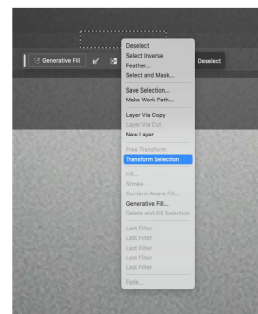 Deselect
Select Inverse
Feather...
Select and Mask...
Save Selection...
Make Work Path...
Layer Via Copy
Layer Via Cut
New Layer
Free Transform
Transform Selection
Fill...
Stroke...
Content-Aware Fill...
Generative Fill...
Delete and Fill Selection
Last Filter
Last Filter
Last Filter
Last Filter
Last Filter
Fade...
Generative Fill
Deselect